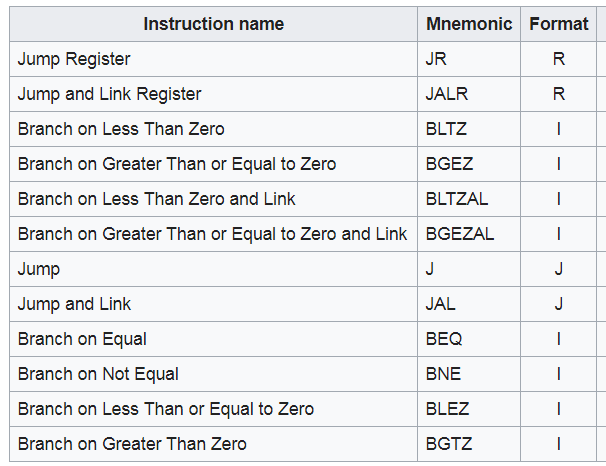 Instruction name Mnemonic Format
Jump Register JR R
Jump and Link Register JALR R
Branch on Less Than Zero BLTZ I
Branch on Greater Than or Equal to Zero BGEZ I
Branch on Less Than Zero and Link BLTZAL I
Branch on Greater Than or Equal to Zero and Link BGEZAL I
Jump J J
Jump and Link JAL J
Branch on Equal BEQ I
Branch on Not Equal BNE I
Branch on Less Than or Equal to Zero BLEZ I
Branch on Greater Than Zero BGTZ I